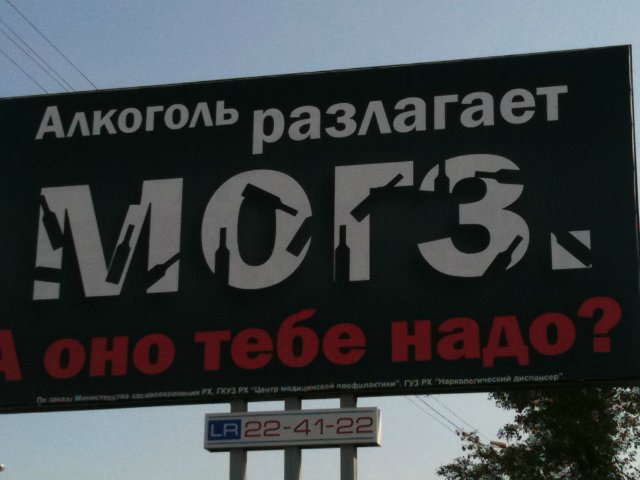 Алкоголь разлагает
МОГЗ.
А оно тебе надо?
По заказу Министерства здравоохранения РХ, ГКУЗ РХ "Центр медицинской профилактики", ГУЗ РХ "Наркологический диспансер"
LR 22-41-22